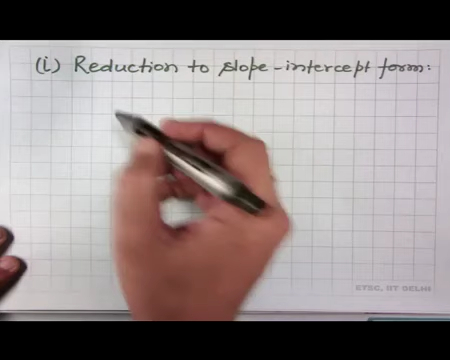 (i) Reduction to slope-intercept form:
ETSC, IIT DELHI